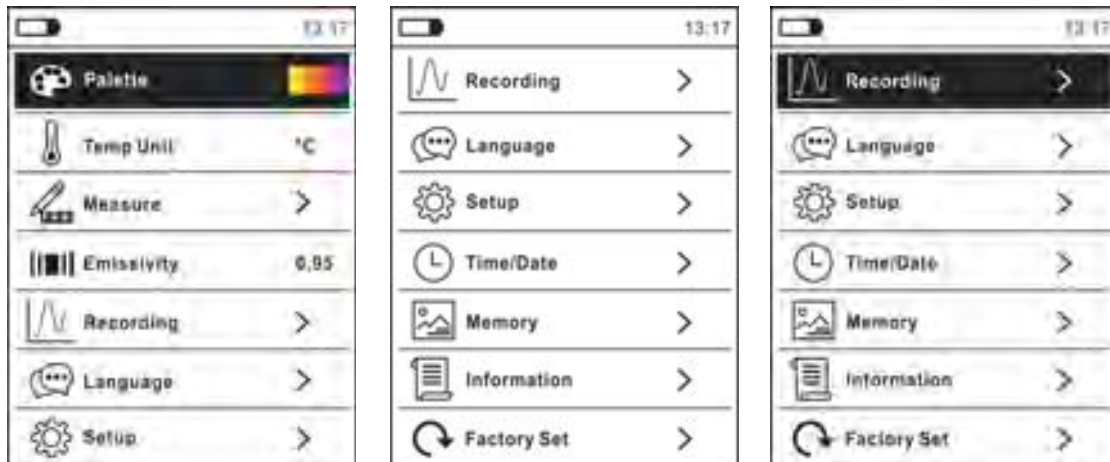 13:17
Palette
Temp Unit °C
Measure >
Emissivity 0,95
Recording >
Language >
Setup >
13:17
Recording >
Language >
Setup >
Time/Date >
Memory >
Information >
Factory Set >
13:17
Recording >
Language >
Setup >
Time/Date >
Memory >
Information >
Factory Set >